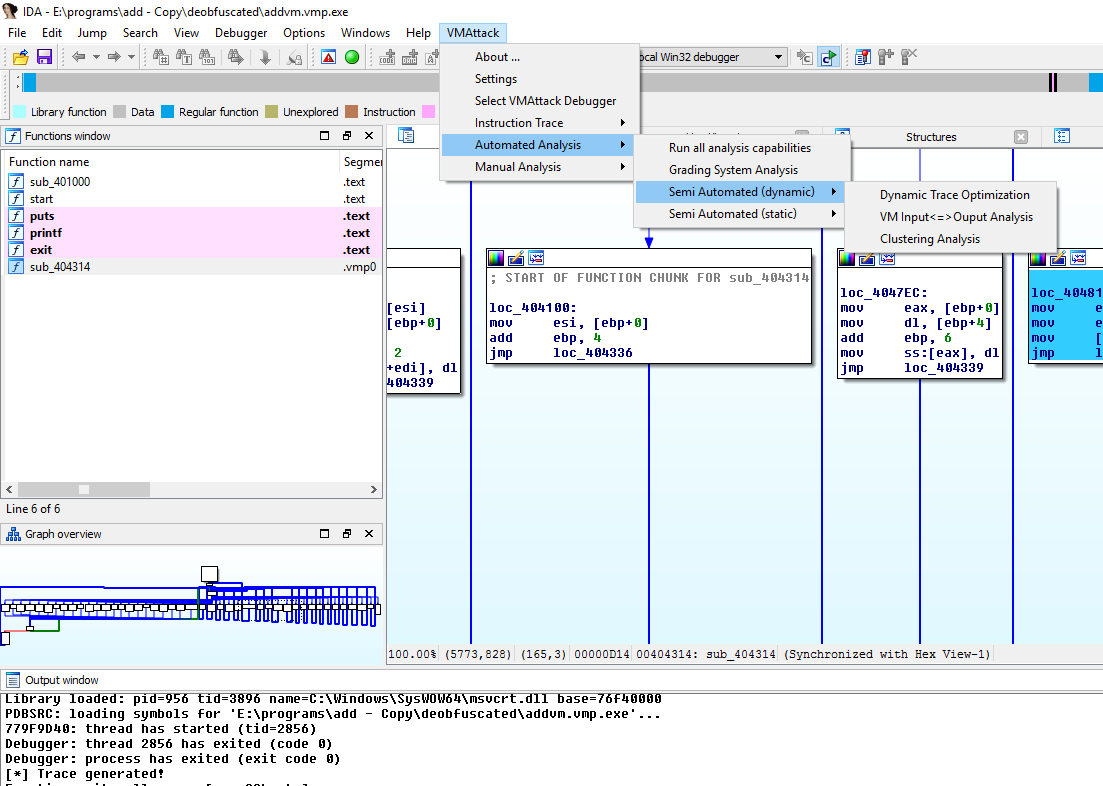 IDA - E:\programs\add - Copy\deobfuscated\addvm.vmp.exe
File Edit Jump Search View Debugger Options Windows Help VMAttack
ocal Win32 debugger
About ...
Settings
Select VMAttack Debugger
Instruction Trace
Automated Analysis
Manual Analysis
Run all analysis capabilities
Grading System Analysis
Semi Automated (dynamic)
Semi Automated (static)
Dynamic Trace Optimization
VM Input<=>Ouput Analysis
Clustering Analysis
Library function Data Regular function Unexplored Instruction
Functions window
Structures
Function name Segmer
sub_401000 .text
start .text
puts .text
printf .text
exit .text
sub_404314 .vmp0
Line 6 of 6
Graph overview
[esi]
[ebp+0]
2
+edi], dl
404339
; START OF FUNCTION CHUNK FOR sub_404314
loc_404100:
mov esi, [ebp+0]
add ebp, 4
jmp loc_404336
loc_4047EC:
mov eax, [ebp+0]
mov dl, [ebp+4]
add ebp, 6
mov ss:[eax], dl
jmp loc_404339
loc_40481
mov e
mov e
mov [
jmp l
100.00% (5773,828) (165,3) 00000D14 00404314: sub_404314 (Synchronized with Hex View-1)
Output window
Library loaded: pid=956 tid=3896 name=C:\Windows\SysWOW64\msvcrt.dll base=76f40000
PDBSRC: loading symbols for 'E:\programs\add - Copy\deobfuscated\addvm.vmp.exe'...
779F9D40: thread has started (tid=2856)
Debugger: thread 2856 has exited (code 0)
Debugger: process has exited (exit code 0)
[*] Trace generated!